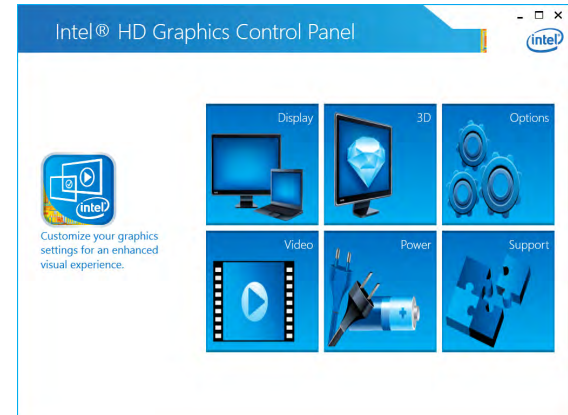 Intel® HD Graphics Control Panel
intel
Display
3D
Options
intel
Customize your graphics
settings for an enhanced
visual experience.
Video
Power
Support